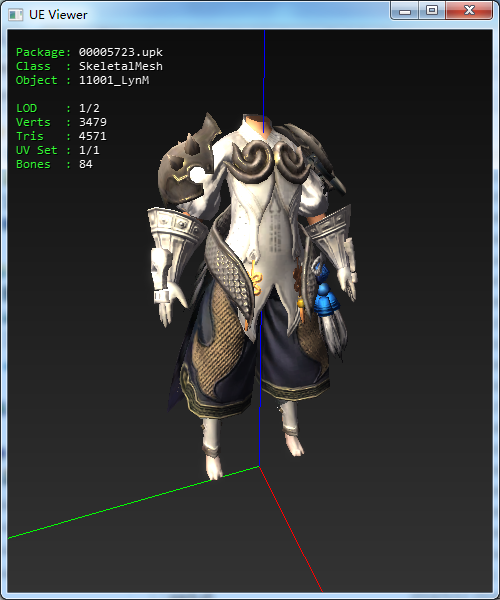 UE Viewer
Package: 00005723.upk
Class : SkeletalMesh
Object : 11001_LynM
LOD : 1/2
Verts : 3479
Tris : 4571
UV Set : 1/1
Bones : 84